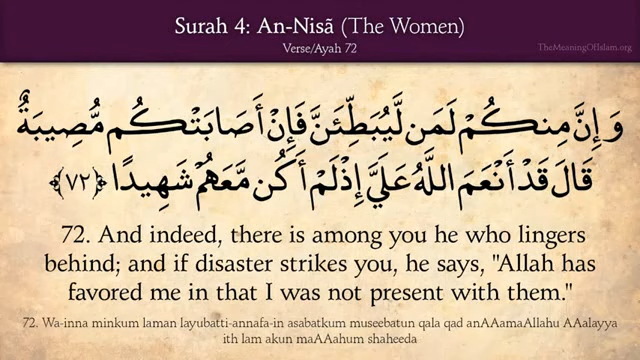 Surah 4: An-Nisã (The Women)
Verse/Ayah 72
TheMeaningOfIslam.org
وَإِنَّ مِنكُمْ لَمَن لَّيُبَطِّئَنَّ فَإِنْ أَصَابَتْكُم مُّصِيبَةٌ
قَالَ قَدْ أَنْعَمَ اللَّهُ عَلَيَّ إِذْ لَمْ أَكُن مَّعَهُمْ شَهِيدًا ﴿٧٢﴾
72. And indeed, there is among you he who lingers
behind; and if disaster strikes you, he says, "Allah has
favored me in that I was not present with them."
72. Wa-inna minkum laman layubatti-annafa-in asabatkum museebatun qala qad anAAamaAllahu AAalayya
ith lam akun maAAahum shaheeda